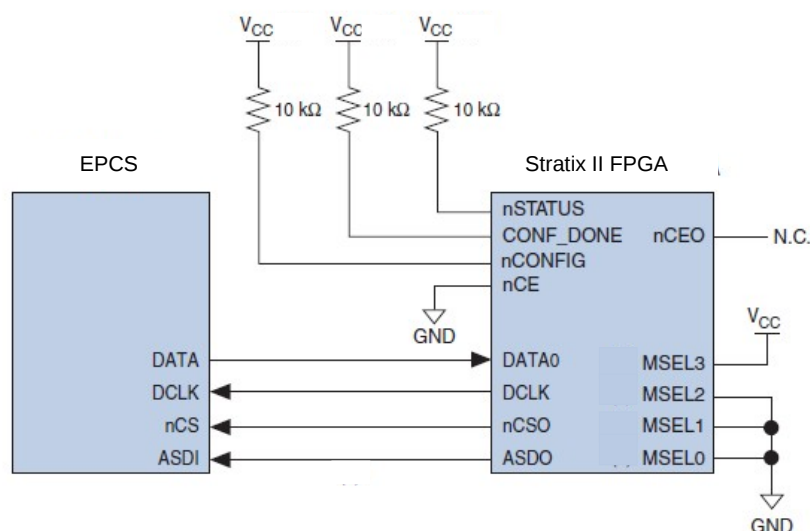 VCC VCC VCC
10 kΩ 10 kΩ 10 kΩ
EPCS
Stratix II FPGA
nSTATUS
CONF_DONE
nCEO
N.C.
nCONFIG
nCE
GND
VCC
DATA
DATA0
MSEL3
DCLK
DCLK
MSEL2
nCS
nCSO
MSEL1
ASDI
ASDO
MSEL0
GND